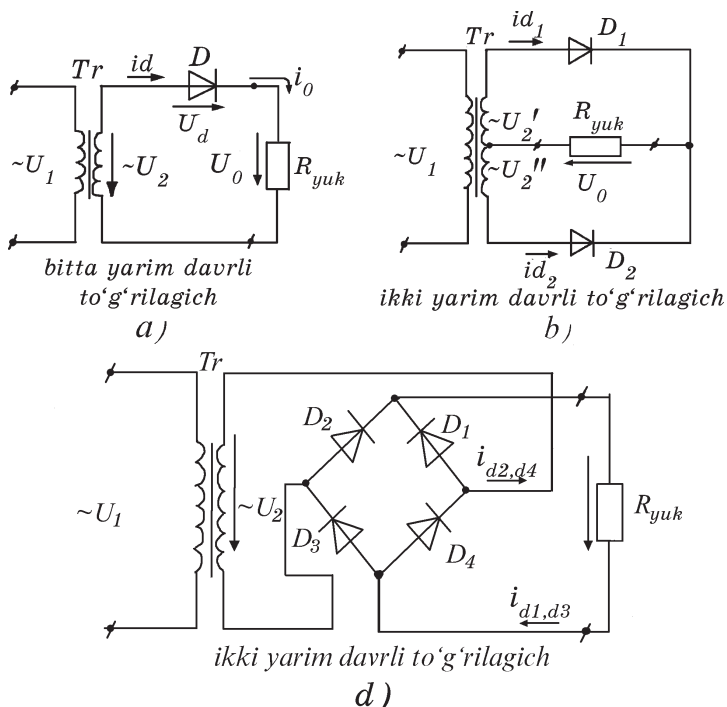 Tr
id
D
i0
Ud
~U1
~U2
U0
Ryuk
bitta yarim davrli
to‘g‘rilagich
a)
Tr
id1
D1
~U2'
Ryuk
~U1
~U2"
U0
id2
D2
ikki yarim davrli to‘g‘rilagich
b)
Tr
D2
D1
id2,d4
~U1
~U2
Ryuk
D3
D4
id1,d3
ikki yarim davrli to‘g‘rilagich
d)